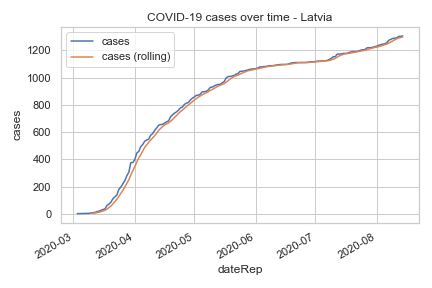 COVID-19 cases over time - Latvia
cases
cases (rolling)
1200
1000
800
600
400
200
0
cases
2020-03
2020-04
2020-05
2020-06
2020-07
2020-08
dateRep